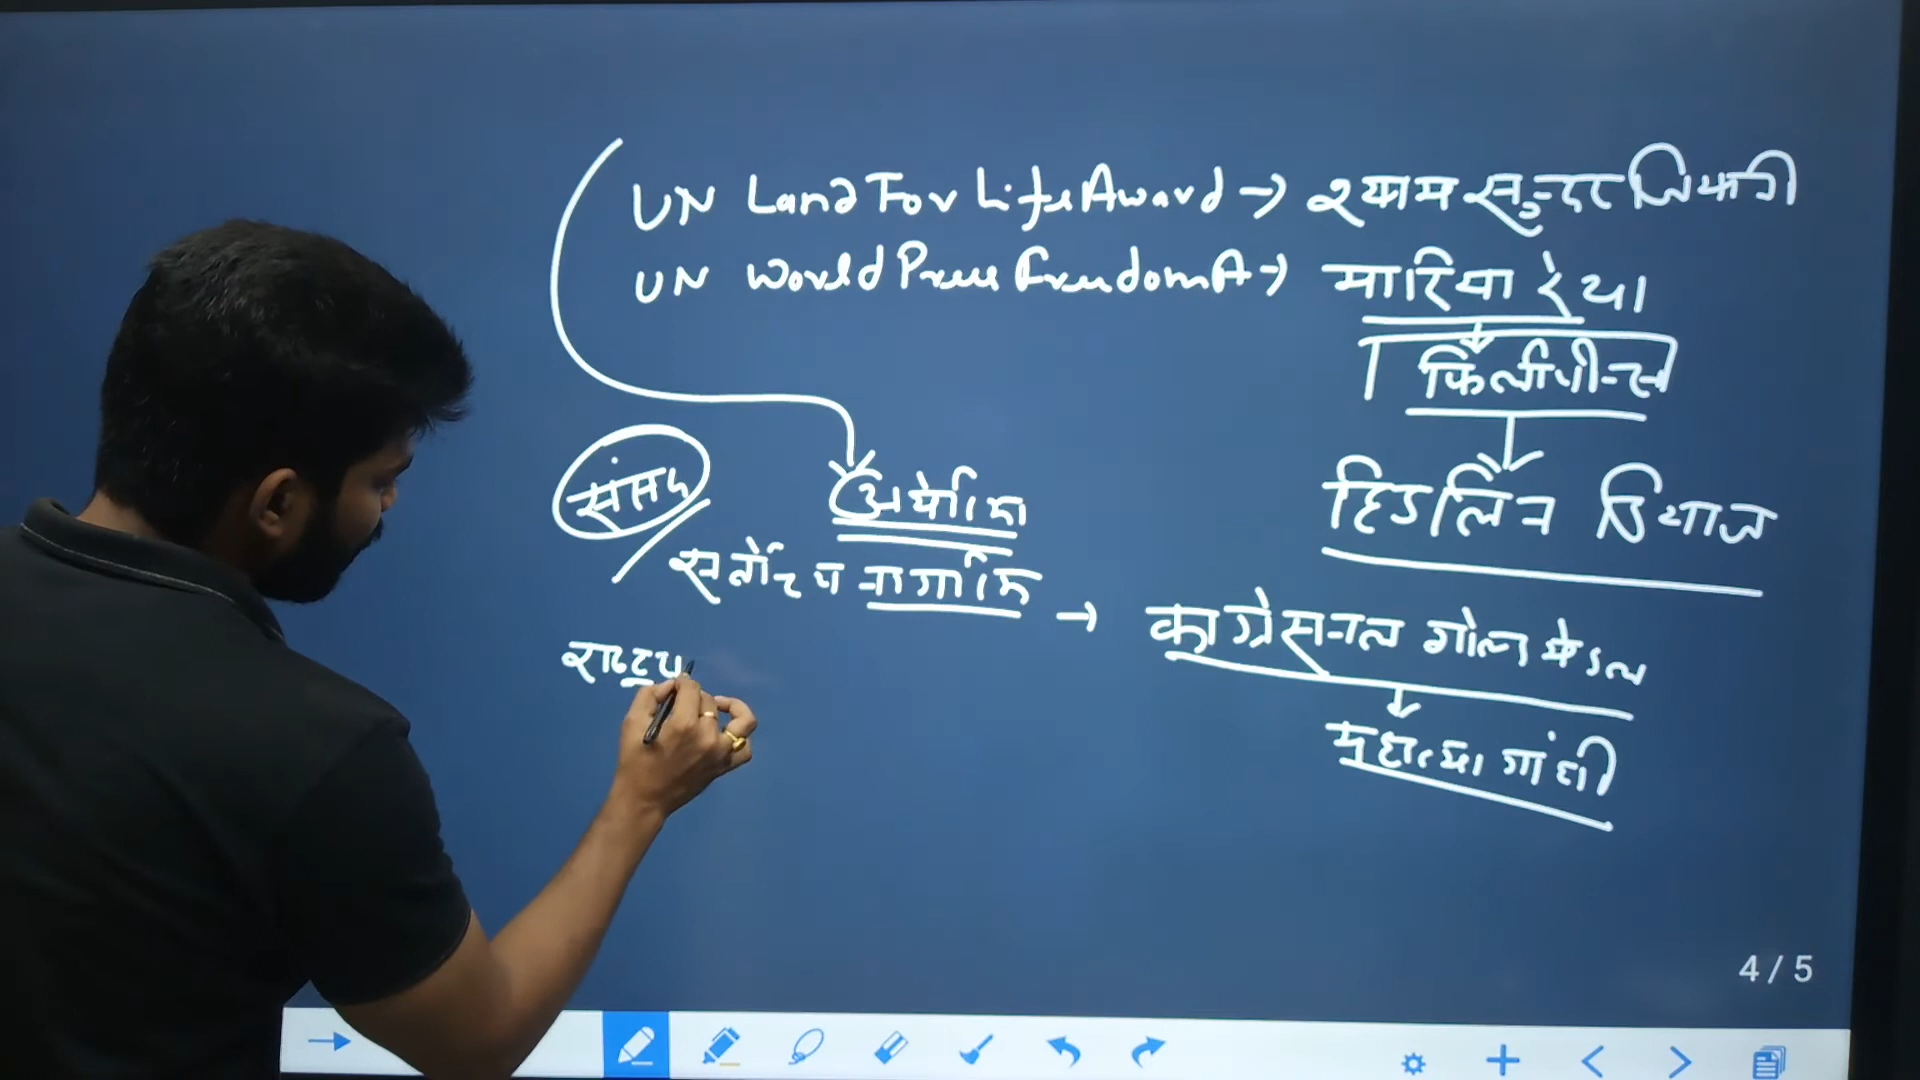 UN Land For Life Award → श्याम सुन्दर
UN World Press Freedom A → मारिया रेसा
फिलीपीन्स
संसद
हिडलिन डियाज
सर्वोच्च नागरिक → कांग्रेसनल गोल्ड मेडल
राष्ट्रप
महात्मा गांधी
4 / 5